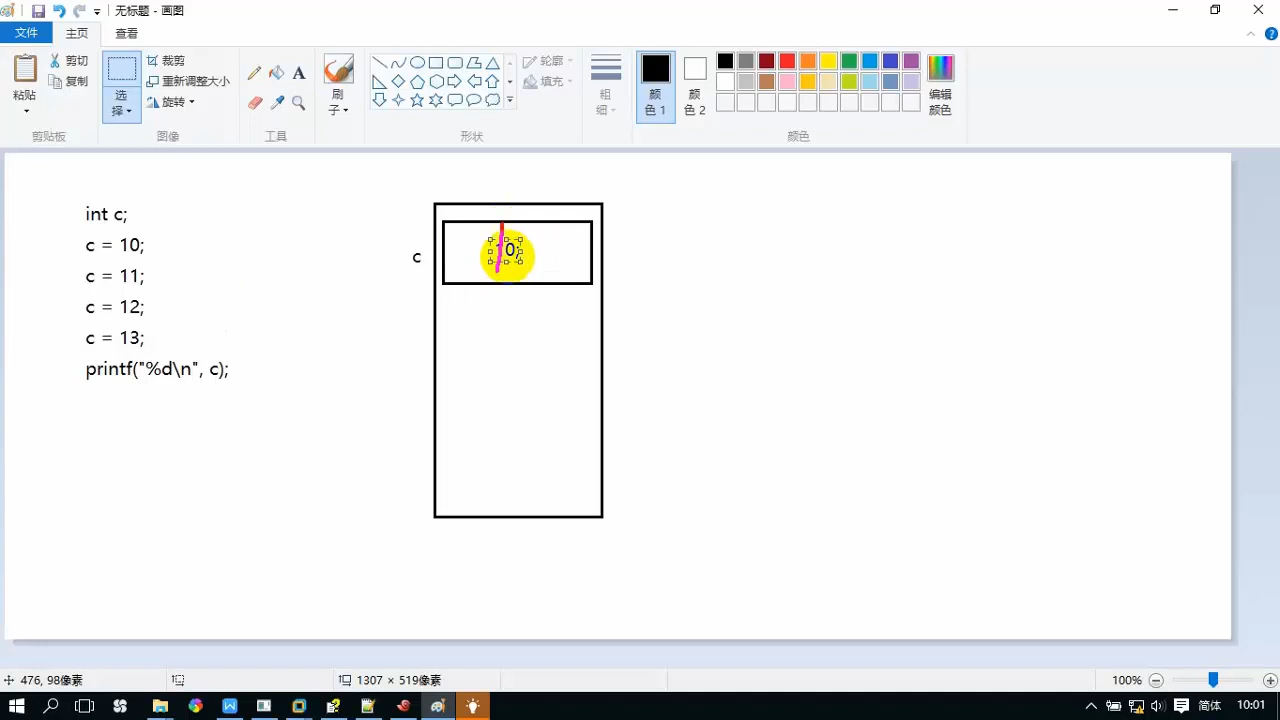 无标题 - 画图
文件 主页 查看
粘贴 剪切 复制
选择 裁剪 重新调整大小 旋转
A
刷子
轮廓 填充
粗细
颜色 1 颜色 2
编辑颜色
剪贴板 图像 工具 形状 颜色
int c;
c = 10;
c = 11;
c = 12;
c = 13;
printf("%d\n", c);
c
10;
476, 98像素 1307 × 519像素 100%
简体 10:01